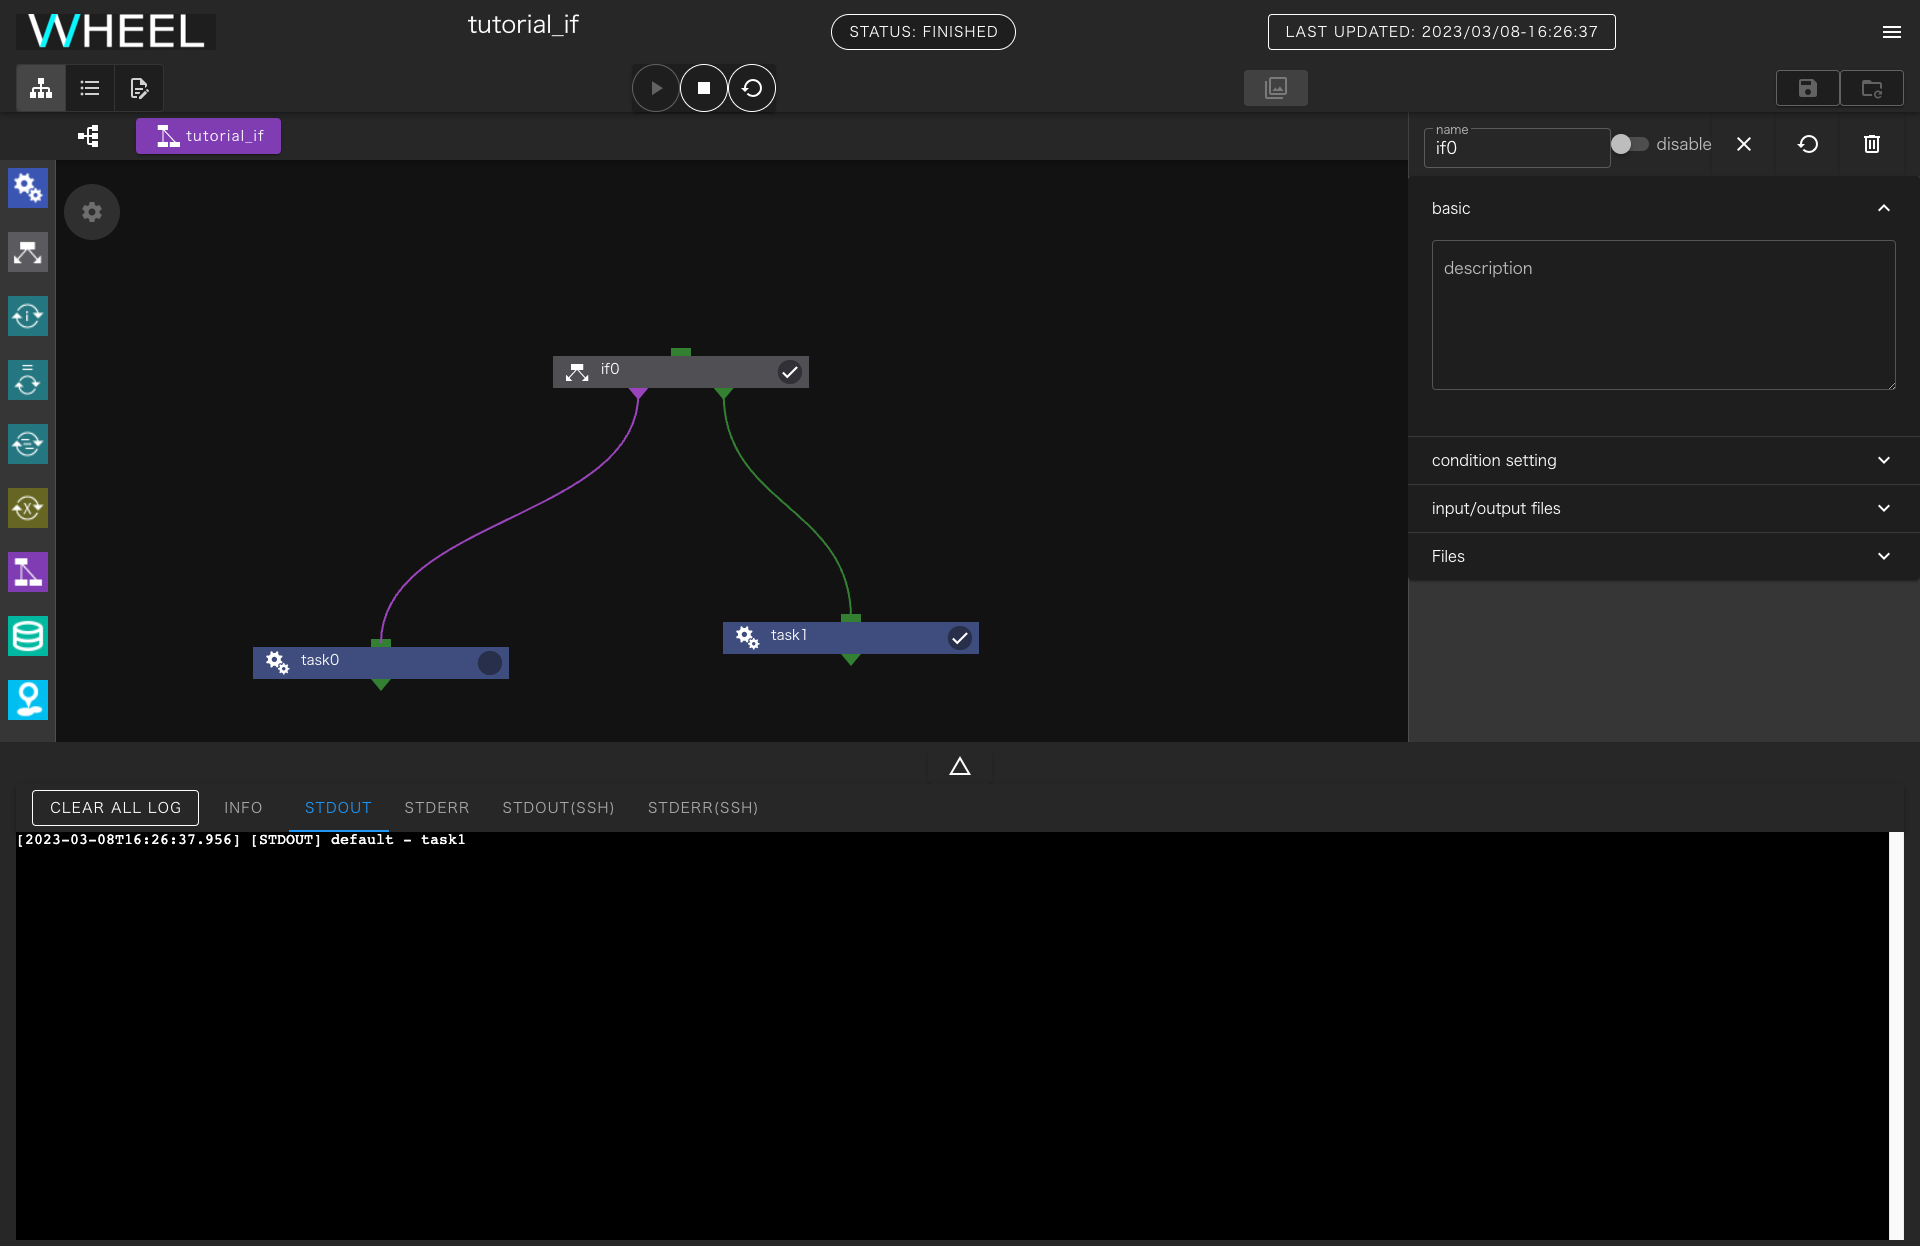 WHEEL
tutorial_if
STATUS: FINISHED
LAST UPDATED: 2023/03/08-16:26:37
tutorial_if
name
if0
disable
basic
description
condition setting
input/output files
Files
if0
task0
task1
CLEAR ALL LOG
INFO
STDOUT
STDERR
STDOUT(SSH)
STDERR(SSH)
[2023-03-08T16:26:37.956] [STDOUT] default - task1